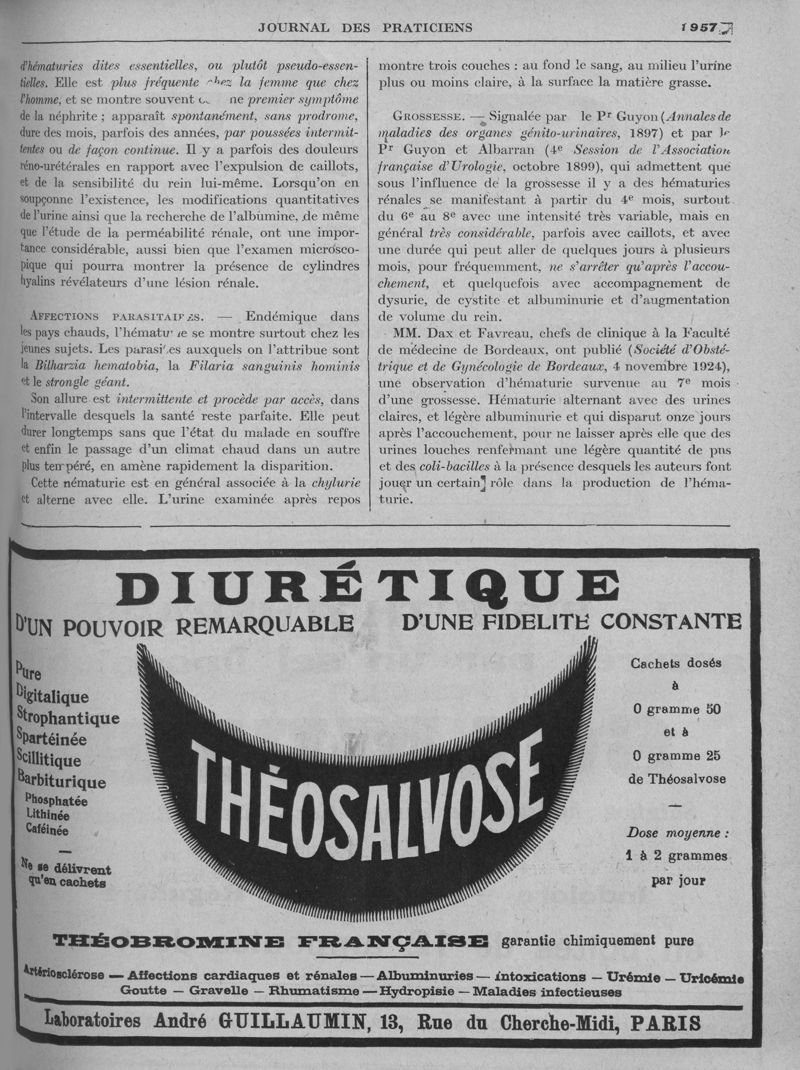 JOURNAL DES PRATICIENS 1957
d'hématuries dites essentielles, ou plutôt pseudo-essen-
tielles. Elle est plus fréquente chez la femme que chez
l'homme, et se montre souvent ne premier symptôme
de la néphrite ; apparaît spontanément, sans prodrome,
dure des mois, parfois des années, par poussées intermit-
tentes ou de façon continue. Il y a parfois des douleurs
réno-urétérales en rapport avec l'expulsion de caillots,
et de la sensibilité du rein lui-même. Lorsqu'on en
soupçonne l'existence, les modifications quantitatives
de l'urine ainsi que la recherche de l'albumine, de même
que l'étude de la perméabilité rénale, ont une impor-
tance considérable, aussi bien que l'examen microsco-
pique qui pourra montrer la présence de cylindres
hyalins révélateurs d'une lésion rénale.
AFFECTIONS PARASITAIRES. — Endémique dans
les pays chauds, l'hématurie se montre surtout chez les
jeunes sujets. Les parasites auxquels on l'attribue sont
la Bilharzia hematobia, la Filaria sanguinis hominis
et le strongle géant.
Son allure est intermittente et procède par accès, dans
l'intervalle desquels la santé reste parfaite. Elle peut
durer longtemps sans que l'état du malade en souffre
et enfin le passage d'un climat chaud dans un autre
plus tempéré, en amène rapidement la disparition.
Cette nématurie est en général associée à la chylurie
et alterne avec elle. L'urine examinée après repos
montre trois couches : au fond le sang, au milieu l'urine
plus ou moins claire, à la surface la matière grasse.
GROSSESSE. — Signalée par le Pr Guyon (Annales de
maladies des organes génito-urinaires, 1897) et par le
Pr Guyon et Albarran (4e Session de l'Association
française d'Urologie, octobre 1899), qui admettent que
sous l'influence de la grossesse il y a des hématuries
rénales se manifestant à partir du 4e mois, surtout
du 6e au 8e avec une intensité très variable, mais en
général très considérable, parfois avec caillots, et avec
une durée qui peut aller de quelques jours à plusieurs
mois, pour fréquemment, ne s'arrêter qu'après l'accou-
chement, et quelquefois avec accompagnement de
dysurie, de cystite et albuminurie et d'augmentation
de volume du rein.
MM. Dax et Favreau, chefs de clinique à la Faculté
de médecine de Bordeaux, ont publié (Société d'Obsté-
trique et de Gynécologie de Bordeaux, 4 novembre 1924),
une observation d'hématurie survenue au 7e mois
d'une grossesse. Hématurie alternant avec des urines
claires, et légère albuminurie et qui disparut onze jours
après l'accouchement, pour ne laisser après elle que des
urines louches renfermant une légère quantité de pus
et des coli-bacilles à la présence desquels les auteurs font
jouer un certain rôle dans la production de l'héma-
turie.
DIURÉTIQUE
D'UN POUVOIR REMARQUABLE D'UNE FIDELITÉ CONSTANTE
Pure
Digitalique
Strophantique
Spartéinée
Scillitique
Barbiturique
Phosphatée
Lithinée
Caféinée
—
Ne se délivrent
qu'en cachets
THÉOSALVOSE
Cachets dosés
à
0 gramme 50
et à
0 gramme 25
de Théosalvose
—
Dose moyenne :
1 à 2 grammes
par jour
THÉOBROMINE FRANÇAISE garantie chimiquement pure
Artériosclérose — Affections cardiaques et rénales — Albuminuries — intoxications — Urémie — Uricémie
Goutte — Gravelle — Rhumatisme — Hydropisie — Maladies infectieuses
Laboratoires André GUILLAUMIN, 13, Rue du Cherche-Midi, PARIS